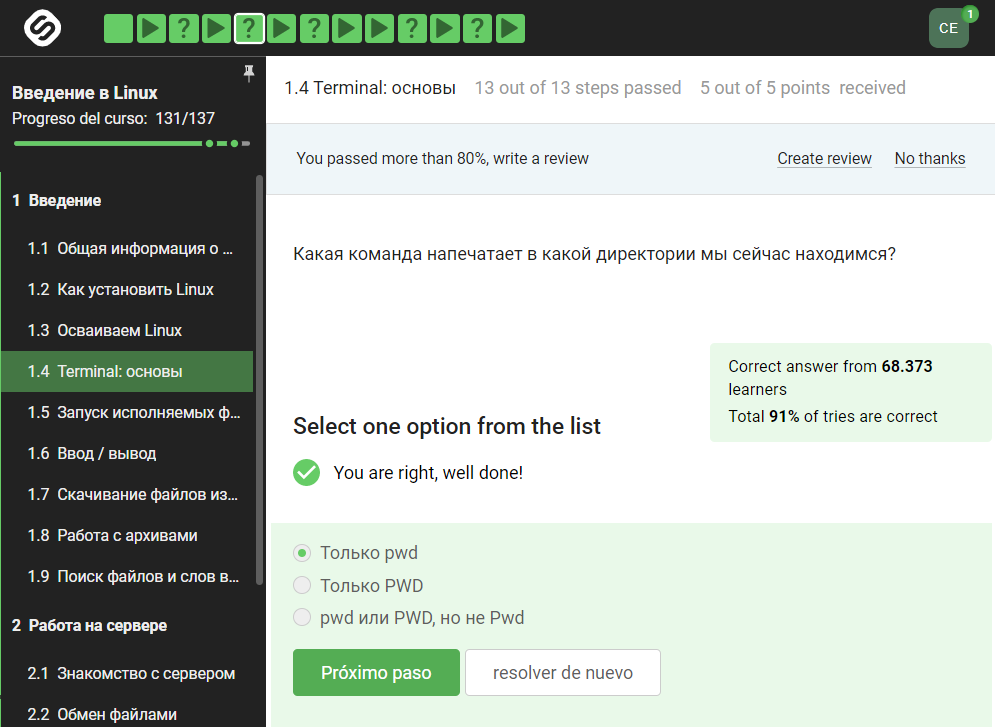 ? ? ? ? ?
CE
1
Введение в Linux
Progreso del curso: 131/137
1 Введение
1.1 Общая информация о ...
1.2 Как установить Linux
1.3 Осваиваем Linux
1.4 Terminal: основы
1.5 Запуск исполняемых ф...
1.6 Ввод / вывод
1.7 Скачивание файлов из...
1.8 Работа с архивами
1.9 Поиск файлов и слов в...
2 Работа на сервере
2.1 Знакомство с сервером
2.2 Обмен файлами
1.4 Terminal: основы 13 out of 13 steps passed 5 out of 5 points received
You passed more than 80%, write a review Create review No thanks
Какая команда напечатает в какой директории мы сейчас находимся?
Correct answer from 68.373
learners
Total 91% of tries are correct
Select one option from the list
You are right, well done!
Только pwd
Только PWD
pwd или PWD, но не Pwd
Próximo paso resolver de nuevo